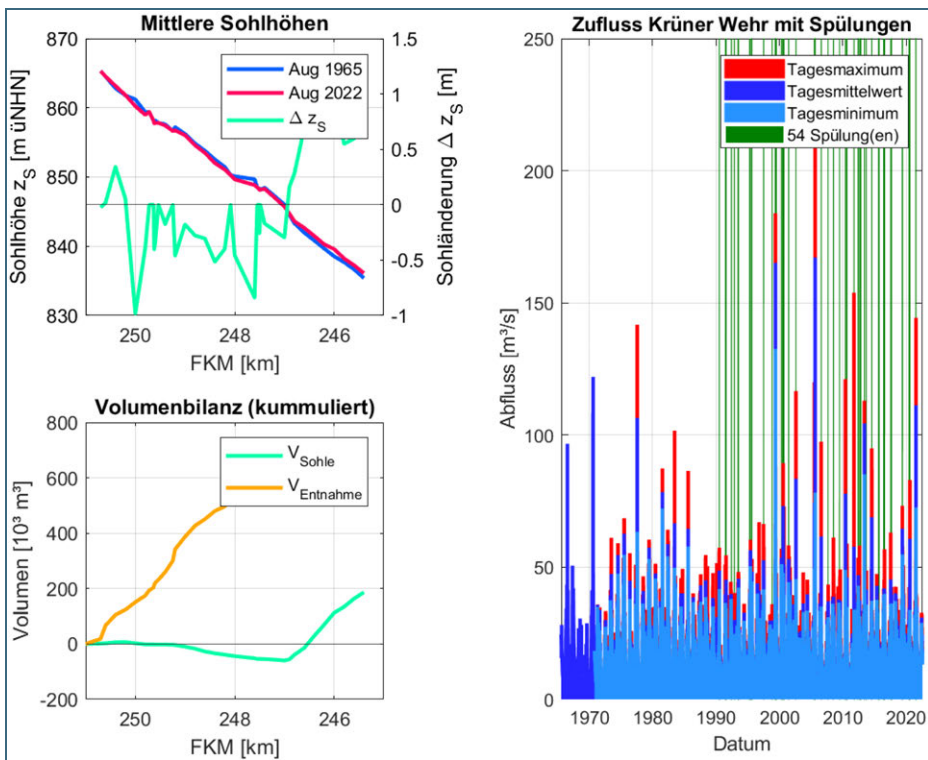 Mittlere Sohlhöhen
870
860
850
840
830
Sohlhöhe z_S [m üNHN]
Aug 1965
Aug 2022
Δ z_S
1.5
1
0.5
0
-0.5
-1
Sohländerung Δ z_S [m]
250
248
246
FKM [km]
Volumenbilanz (kummuliert)
800
600
400
200
0
-200
Volumen [10³ m³]
V_Sohle
V_Entnahme
250
248
246
FKM [km]
Zufluss Krüner Wehr mit Spülungen
250
200
150
100
50
0
Abfluss [m³/s]
Tagesmaximum
Tagesmittelwert
Tagesminimum
54 Spülung(en)
1970
1980
1990
2000
2010
2020
Datum